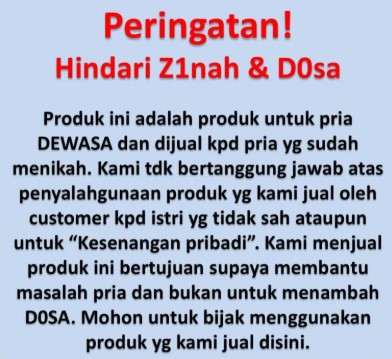 Peringatan!
Hindari Z1nah & D0sa
Produk ini adalah produk untuk pria
DEWASA dan dijual kpd pria yg sudah
menikah. Kami tdk bertanggung jawab atas
penyalahgunaan produk yg kami jual oleh
customer kpd istri yg tidak sah ataupun
untuk “Kesenangan pribadi”. Kami menjual
produk ini bertujuan supaya membantu
masalah pria dan bukan untuk menambah
D0SA. Mohon untuk bijak menggunakan
produk yg kami jual disini.